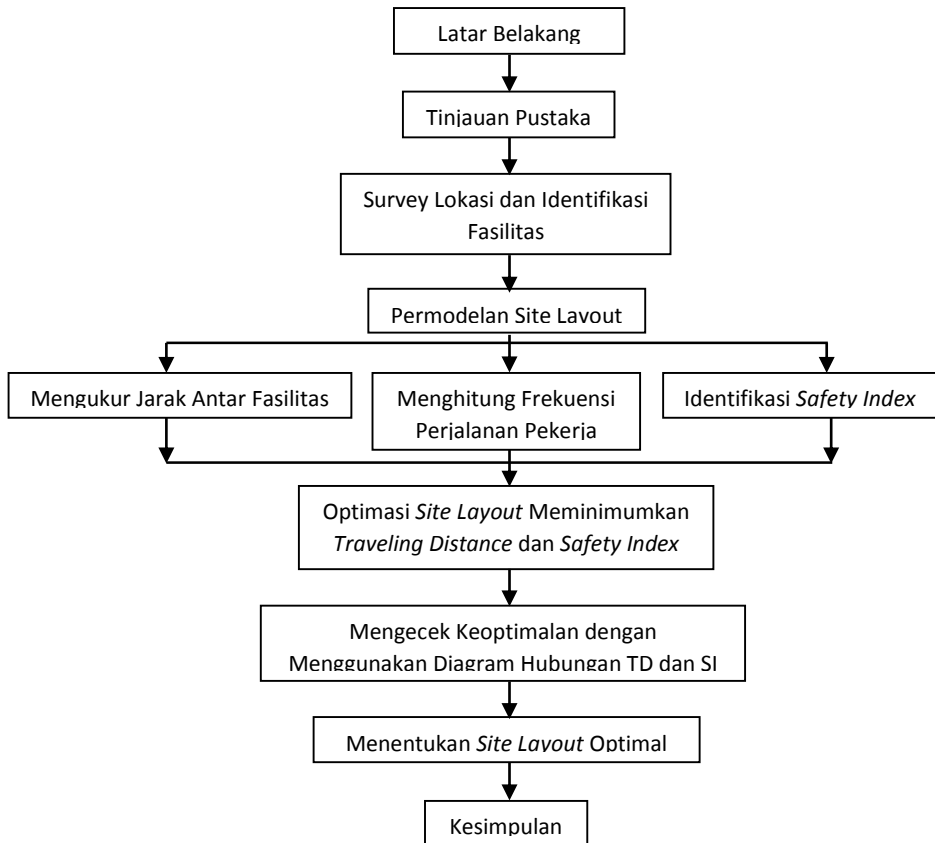 Latar Belakang
Tinjauan Pustaka
Survey Lokasi dan Identifikasi
Fasilitas
Permodelan Site Layout
Mengukur Jarak Antar Fasilitas
Menghitung Frekuensi
Perjalanan Pekerja
Identifikasi Safety Index
Optimasi Site Layout Meminimumkan
Traveling Distance dan Safety Index
Mengecek Keoptimalan dengan
Menggunakan Diagram Hubungan TD dan SI
Menentukan Site Layout Optimal
Kesimpulan